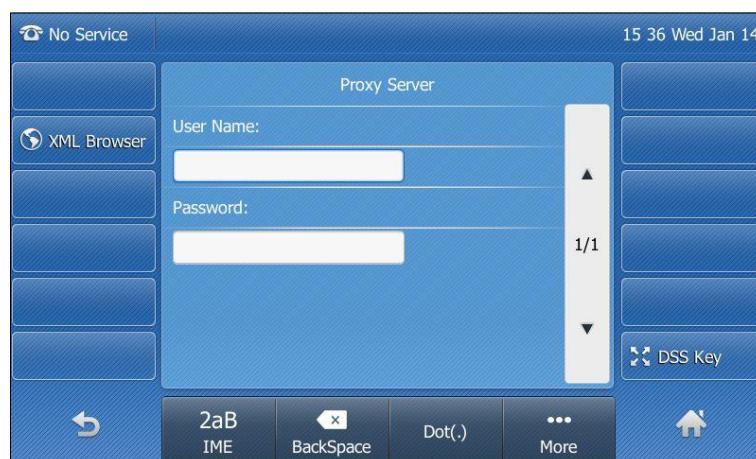 No Service
15 36 Wed Jan 14
Proxy Server
User Name:
XML Browser
Password:
1/1
DSS Key
2aB
IME
BackSpace
Dot(.)
More